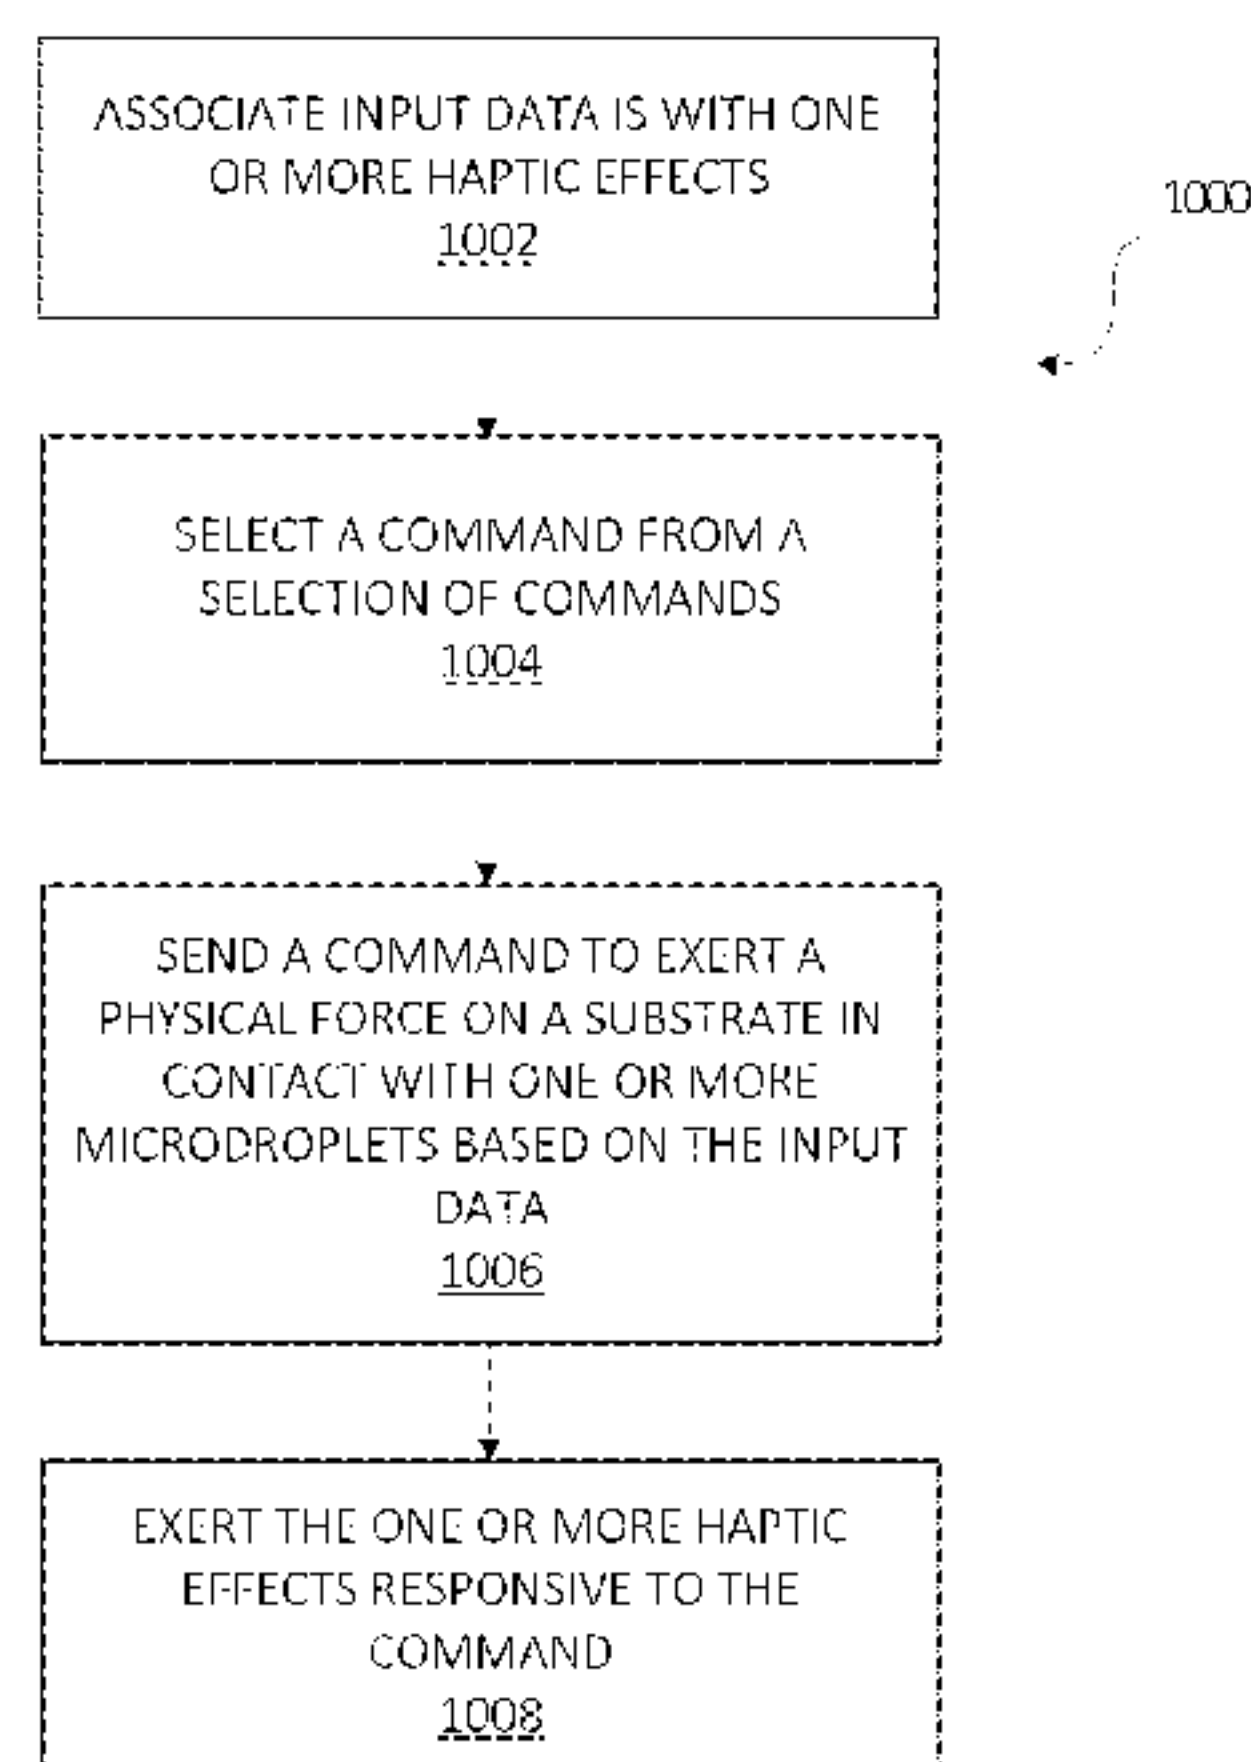 ASSOCIATE INPUT DATA IS WITH ONE
OR MORE HAPTIC EFFECTS
1002
1000
SELECT A COMMAND FROM A
SELECTION OF COMMANDS
1004
SEND A COMMAND TO EXERT A
PHYSICAL FORCE ON A SUBSTRATE IN
CONTACT WITH ONE OR MORE
MICRODROPLETS BASED ON THE INPUT
DATA
1006
EXERT THE ONE OR MORE HAPTIC
EFFECTS RESPONSIVE TO THE
COMMAND
1008